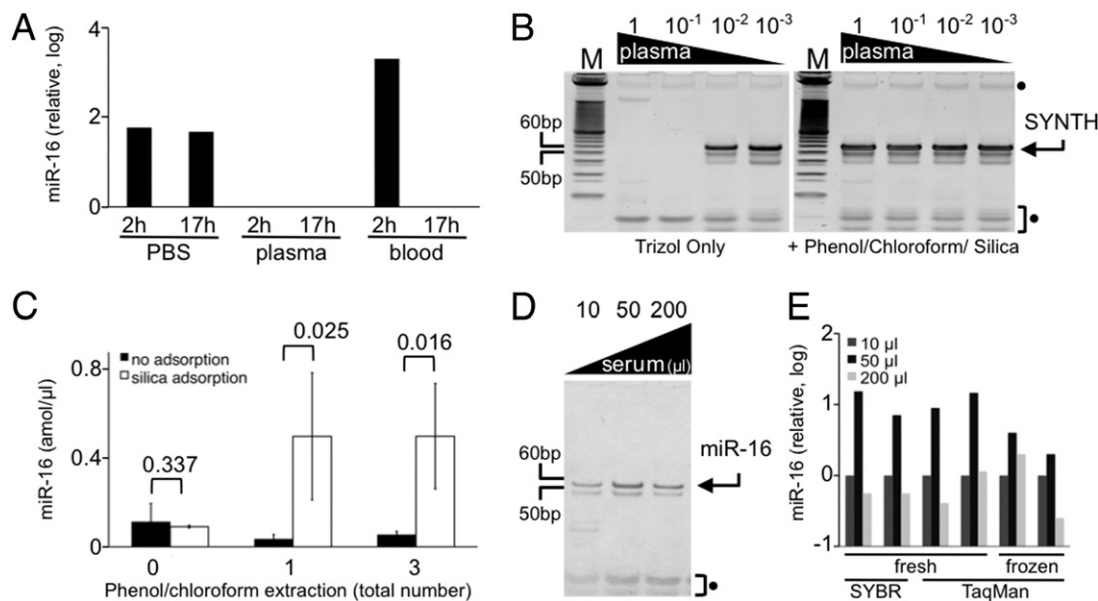 A
miR-16 (relative, log)
4
2
0
2h 17h 2h 17h 2h 17h
PBS plasma blood
B
1 10-1 10-2 10-3 1 10-1 10-2 10-3
M plasma M plasma
60bp
50bp
SYNTH
Trizol Only + Phenol/Chloroform/ Silica
C
miR-16 (amol/µl)
0.8
0.4
0
no adsorption
silica adsorption
0.337
0.025
0.016
0 1 3
Phenol/chloroform extraction (total number)
D
10 50 200
serum (µl)
60bp
50bp
miR-16
E
miR-16 (relative, log)
2
1
0
-1
10 µl
50 µl
200 µl
fresh frozen
SYBR TaqMan